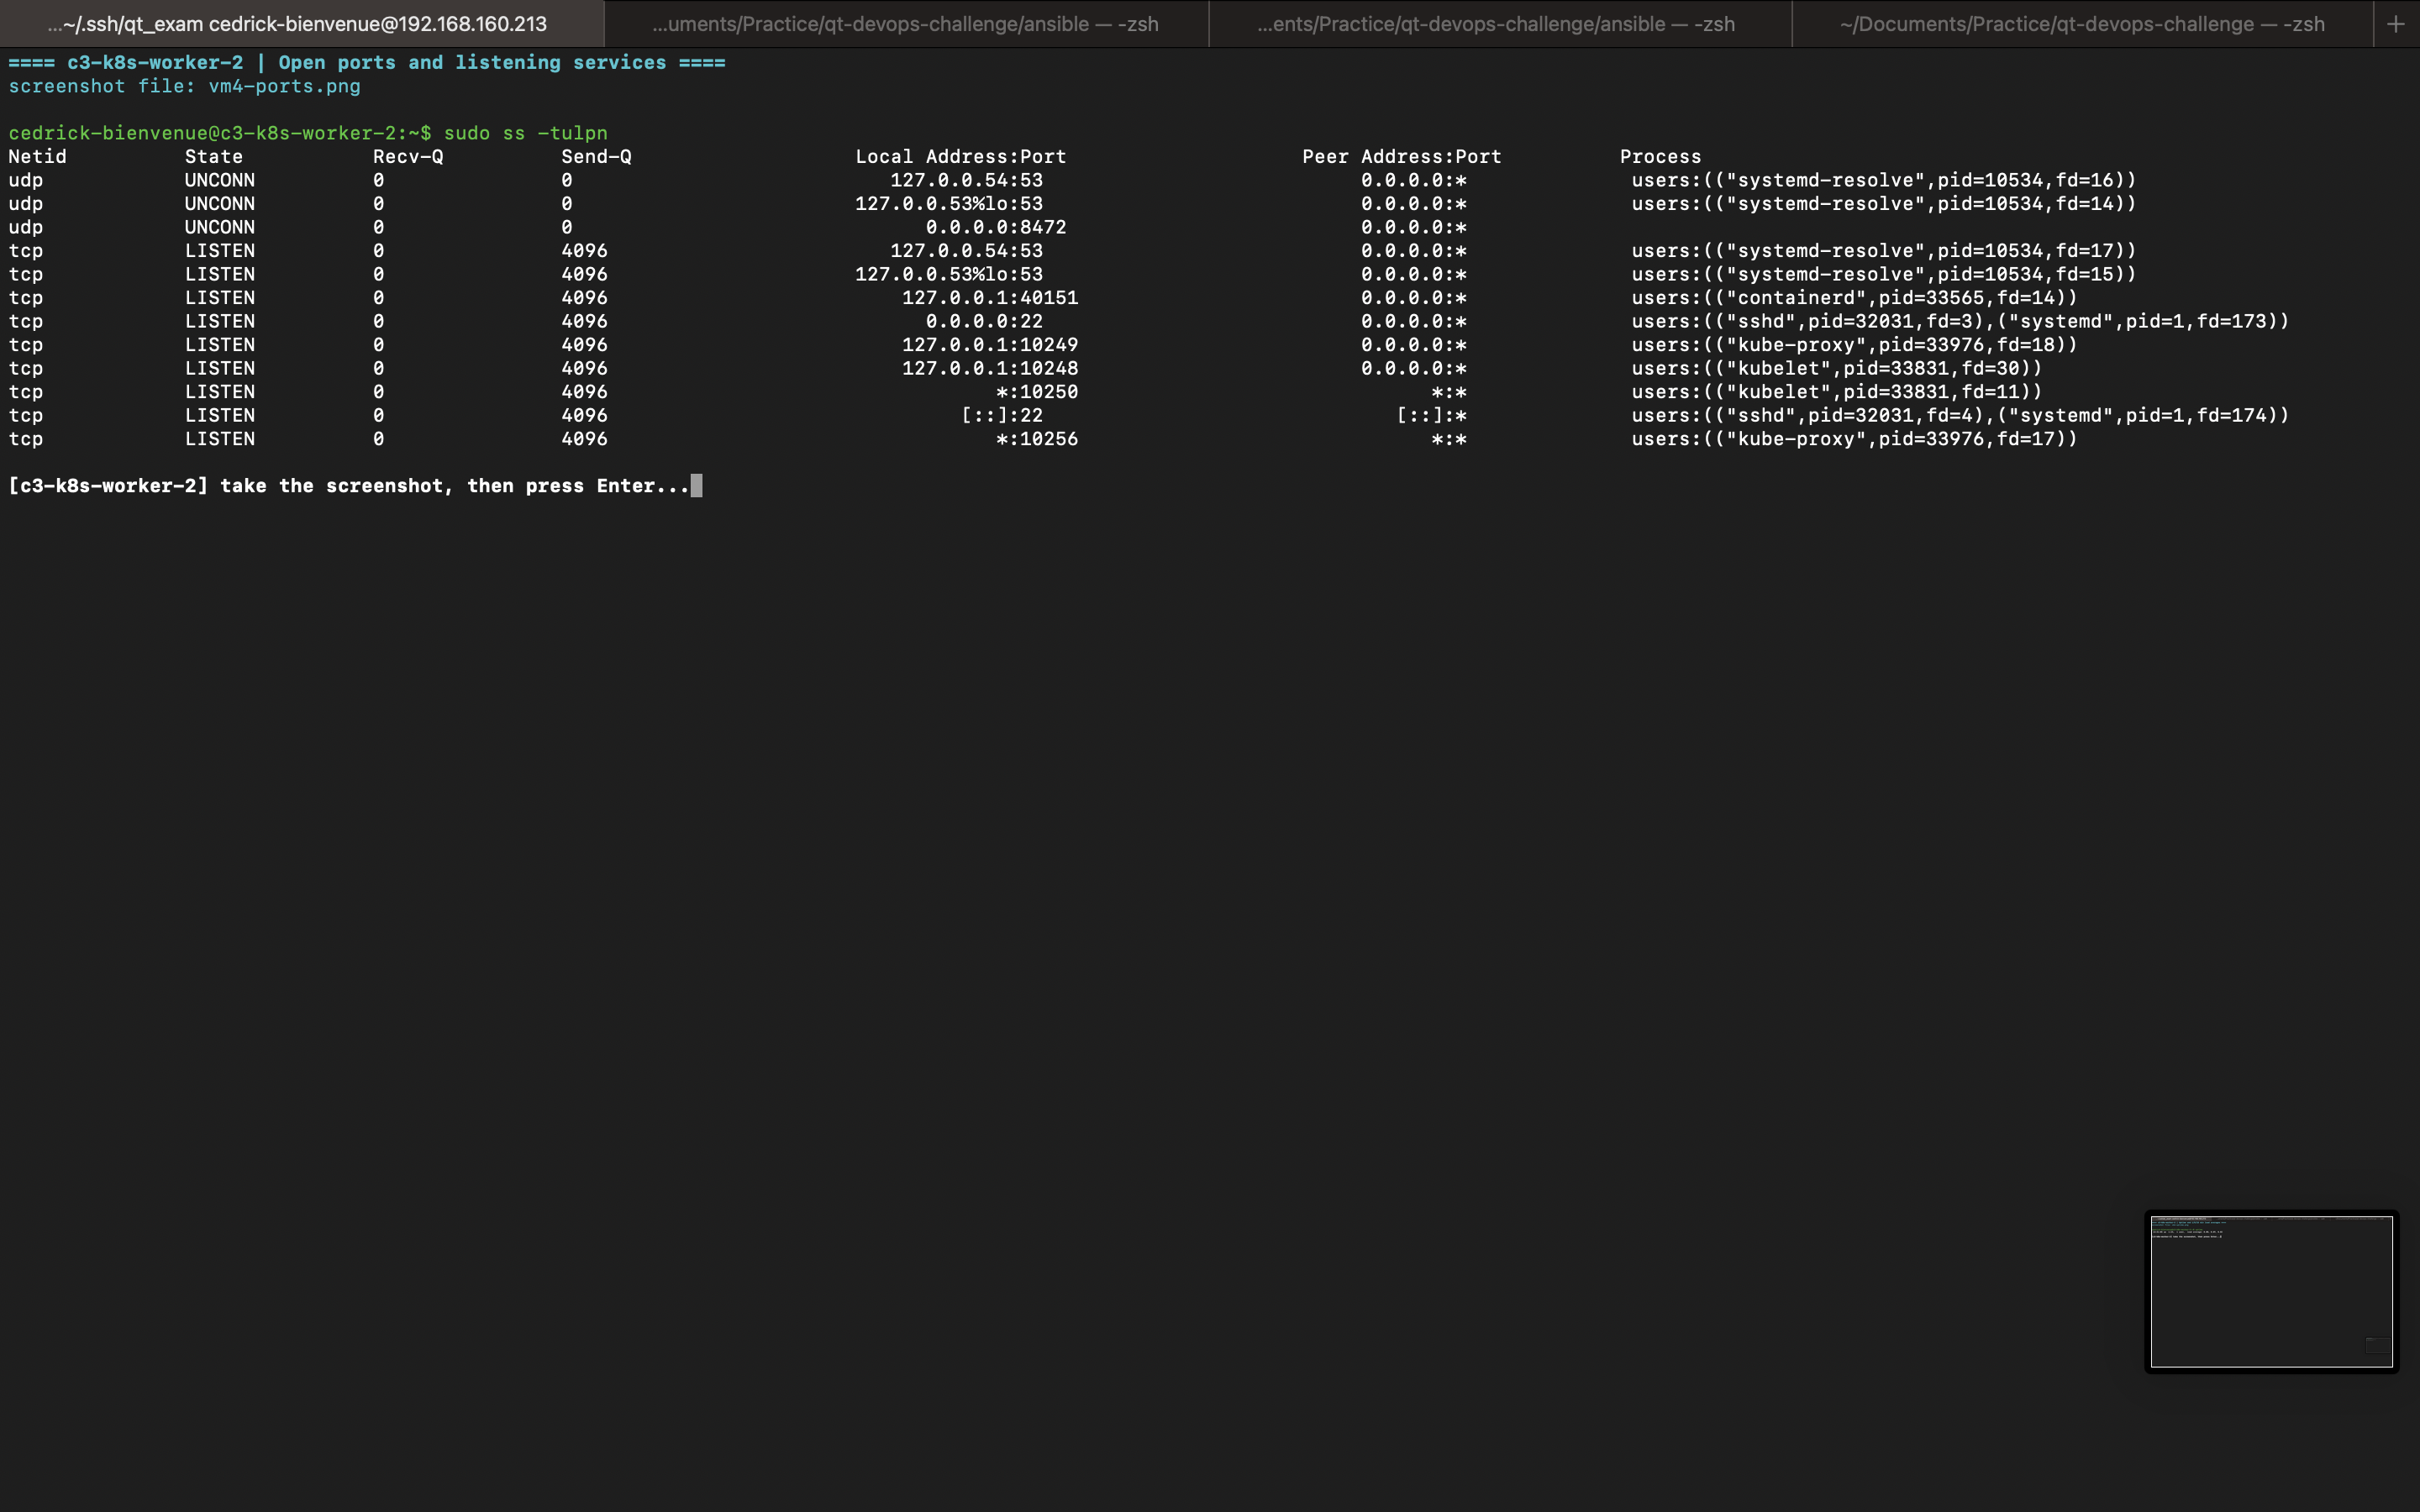 ...~/.ssh/qt_exam cedrick-bienvenue@192.168.160.213 ...uments/Practice/qt-devops-challenge/ansible — -zsh ...ents/Practice/qt-devops-challenge/ansible — -zsh ~/Documents/Practice/qt-devops-challenge — -zsh +
==== c3-k8s-worker-2 | Open ports and listening services ====
screenshot file: vm4-ports.png
cedrick-bienvenue@c3-k8s-worker-2:~$ sudo ss -tulpn
Netid State Recv-Q Send-Q Local Address:Port Peer Address:Port Process
udp UNCONN 0 0 127.0.0.54:53 0.0.0.0:* users:(("systemd-resolve",pid=10534,fd=16))
udp UNCONN 0 0 127.0.0.53%lo:53 0.0.0.0:* users:(("systemd-resolve",pid=10534,fd=14))
udp UNCONN 0 0 0.0.0.0:8472 0.0.0.0:*
tcp LISTEN 0 4096 127.0.0.54:53 0.0.0.0:* users:(("systemd-resolve",pid=10534,fd=17))
tcp LISTEN 0 4096 127.0.0.53%lo:53 0.0.0.0:* users:(("systemd-resolve",pid=10534,fd=15))
tcp LISTEN 0 4096 127.0.0.1:40151 0.0.0.0:* users:(("containerd",pid=33565,fd=14))
tcp LISTEN 0 4096 0.0.0.0:22 0.0.0.0:* users:(("sshd",pid=32031,fd=3),("systemd",pid=1,fd=173))
tcp LISTEN 0 4096 127.0.0.1:10249 0.0.0.0:* users:(("kube-proxy",pid=33976,fd=18))
tcp LISTEN 0 4096 127.0.0.1:10248 0.0.0.0:* users:(("kubelet",pid=33831,fd=30))
tcp LISTEN 0 4096 *:10250 *:* users:(("kubelet",pid=33831,fd=11))
tcp LISTEN 0 4096 [::]:22 [::]:* users:(("sshd",pid=32031,fd=4),("systemd",pid=1,fd=174))
tcp LISTEN 0 4096 *:10256 *:* users:(("kube-proxy",pid=33976,fd=17))
[c3-k8s-worker-2] take the screenshot, then press Enter...